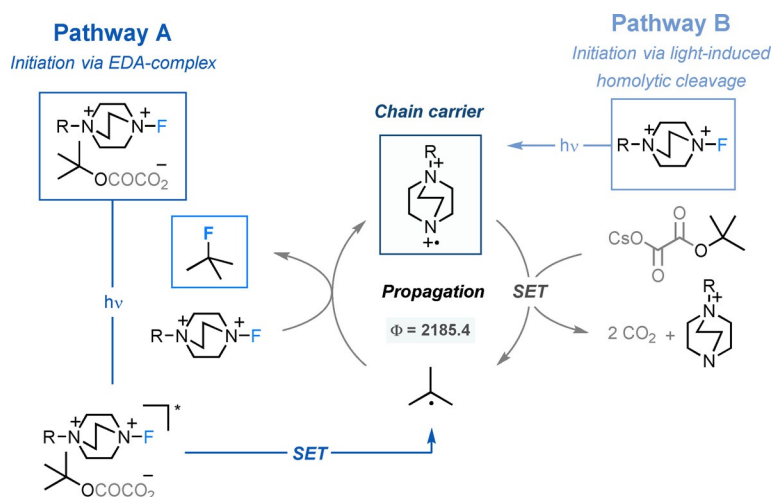 Pathway A
Initiation via EDA-complex
R-N+ N+-F
OCOCO2−
hν
F
R-N+ N+-F
R-N+ N+-F ]*
OCOCO2−
SET
Chain carrier
R
N+
N
+•
Propagation
Φ = 2185.4
SET
•
Pathway B
Initiation via light-induced
homolytic cleavage
hν
R-N+ N+-F
O
CsO
O
O
R
2 CO2 + N+
N